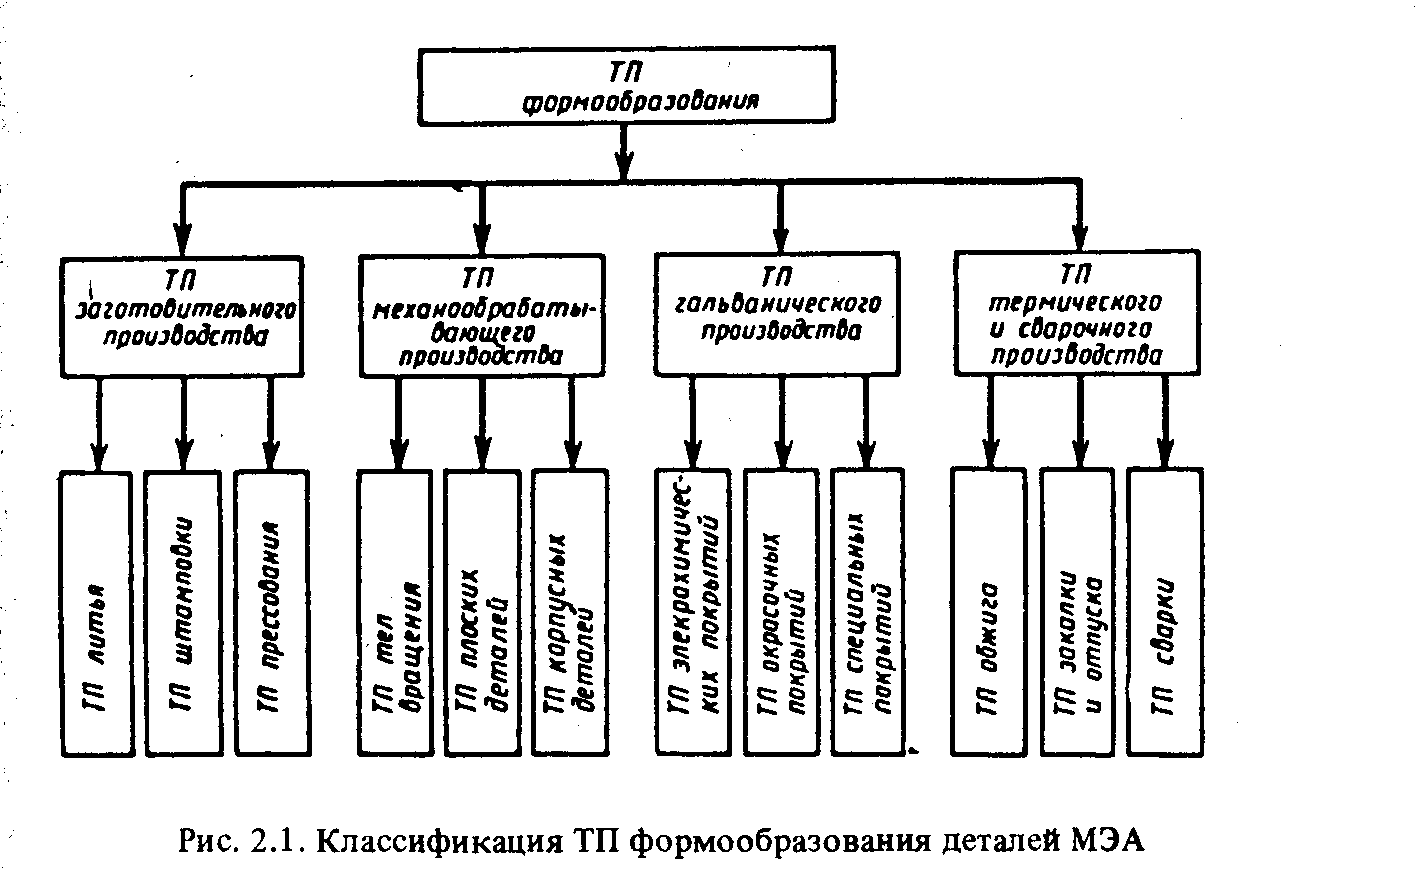 ТП
формообразования
ТП
заготовительного
производства
ТП
механообрабаты-
вающего
производства
ТП
гальванического
производства
ТП
термического
и сварочного
производства
ТП литья
ТП штамповки
ТП прессования
ТП тел
вращения
ТП плоских
деталей
ТП корпусных
деталей
ТП элекрахимичес-
ких покрытий
ТП окрасочных
покрытий
ТП специальных
покрытий
ТП обжига
ТП закалки
и отпуска
ТП сварки
Рис. 2.1. Классификация ТП формообразования деталей МЭА